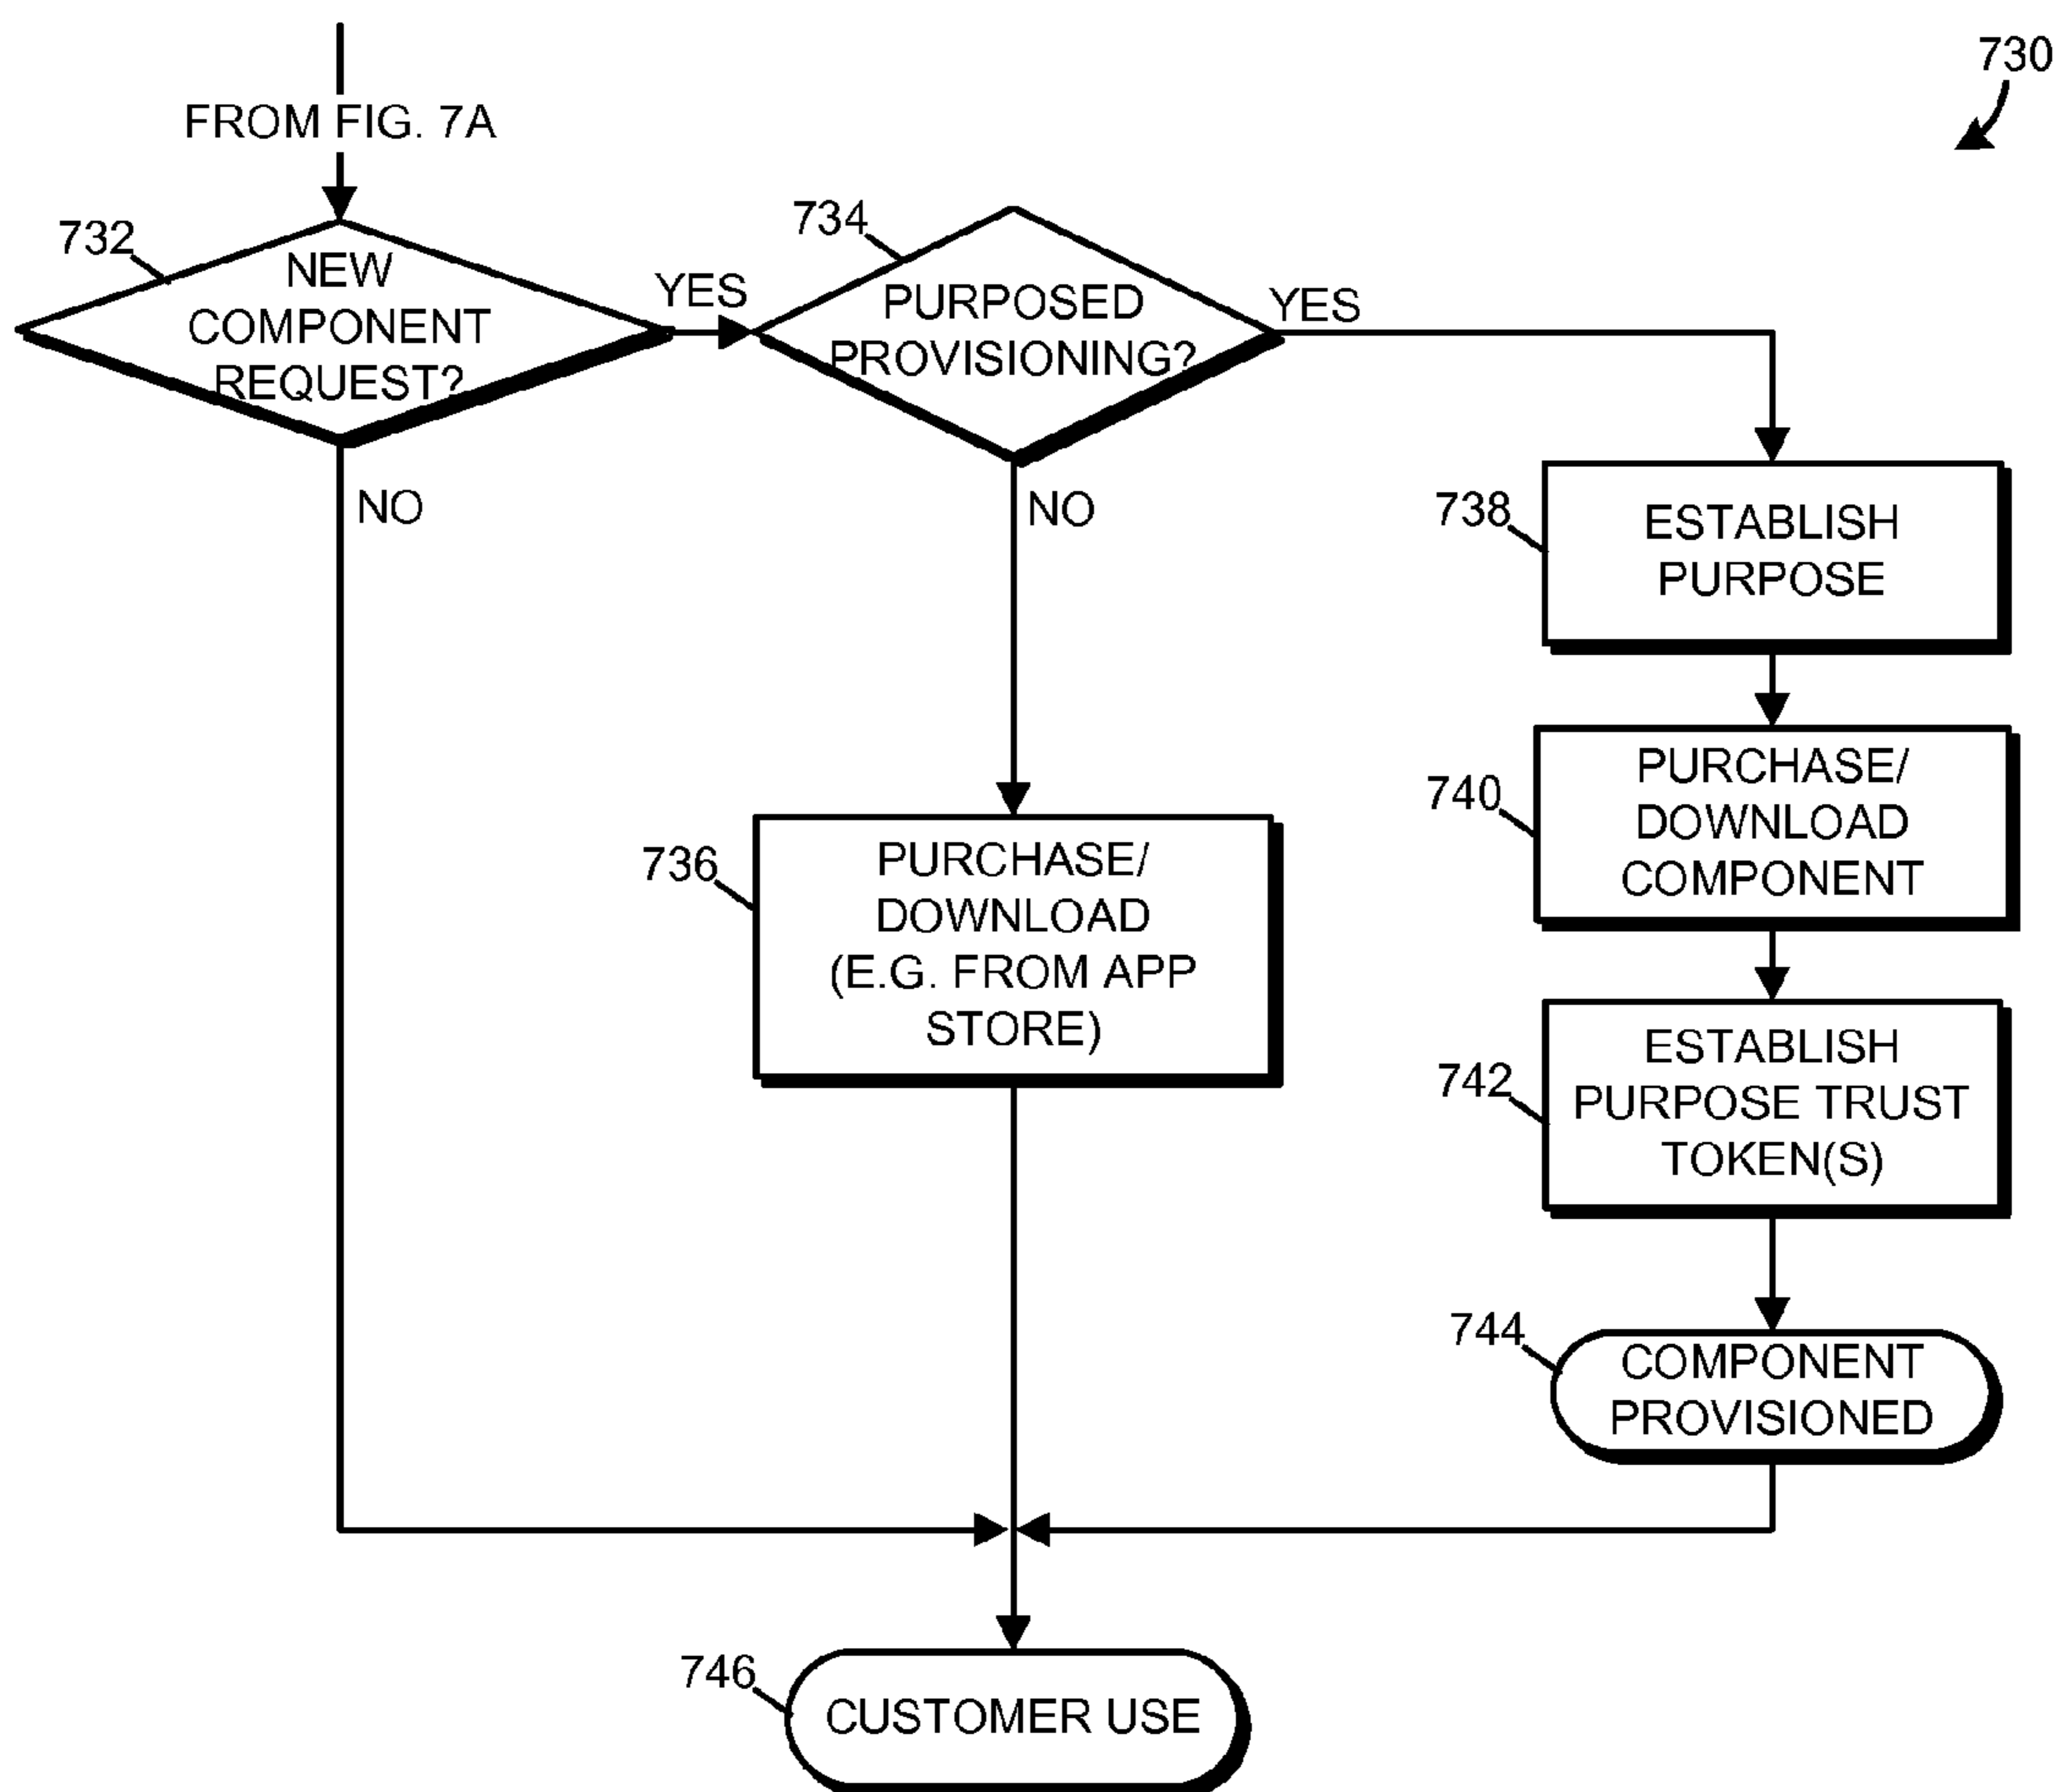 730
FROM FIG. 7A
732
NEW
COMPONENT
REQUEST?
YES
NO
734
PURPOSED
PROVISIONING?
YES
NO
738
ESTABLISH
PURPOSE
740
PURCHASE/
DOWNLOAD
COMPONENT
736
PURCHASE/
DOWNLOAD
(E.G. FROM APP
STORE)
742
ESTABLISH
PURPOSE TRUST
TOKEN(S)
744
COMPONENT
PROVISIONED
746
CUSTOMER USE